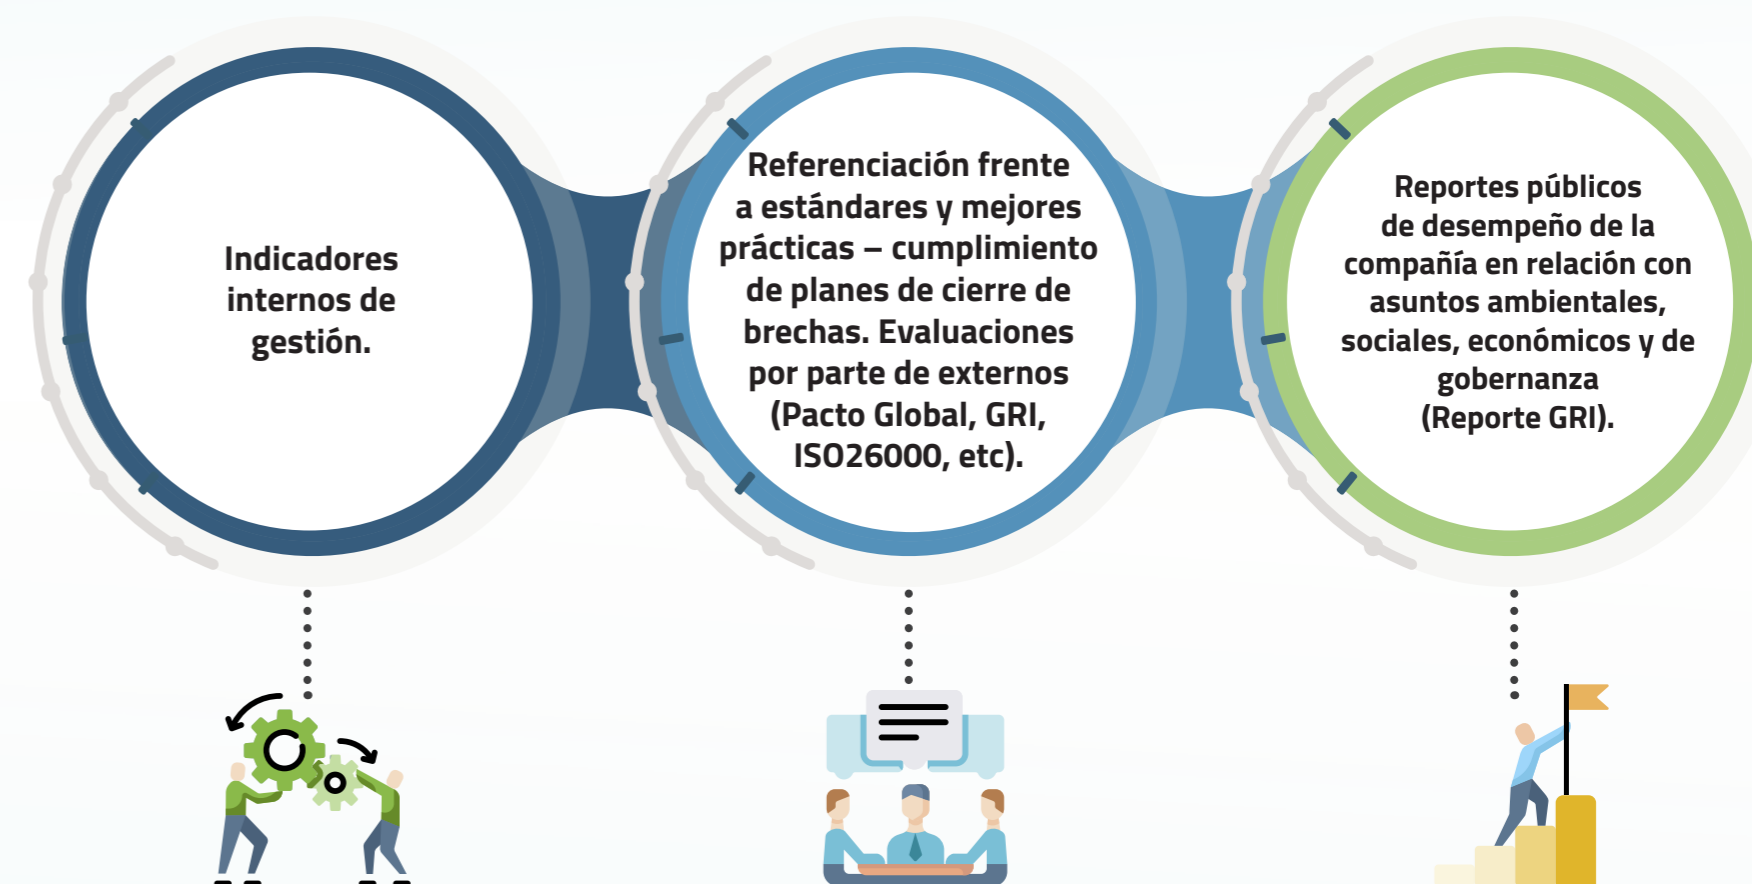 Indicadores
internos de
gestión.
Referenciación frente
a estándares y mejores
prácticas – cumplimiento
de planes de cierre de
brechas. Evaluaciones
por parte de externos
(Pacto Global, GRI,
ISO26000, etc).
Reportes públicos
de desempeño de la
compañía en relación con
asuntos ambientales,
sociales, económicos y de
gobernanza
(Reporte GRI).